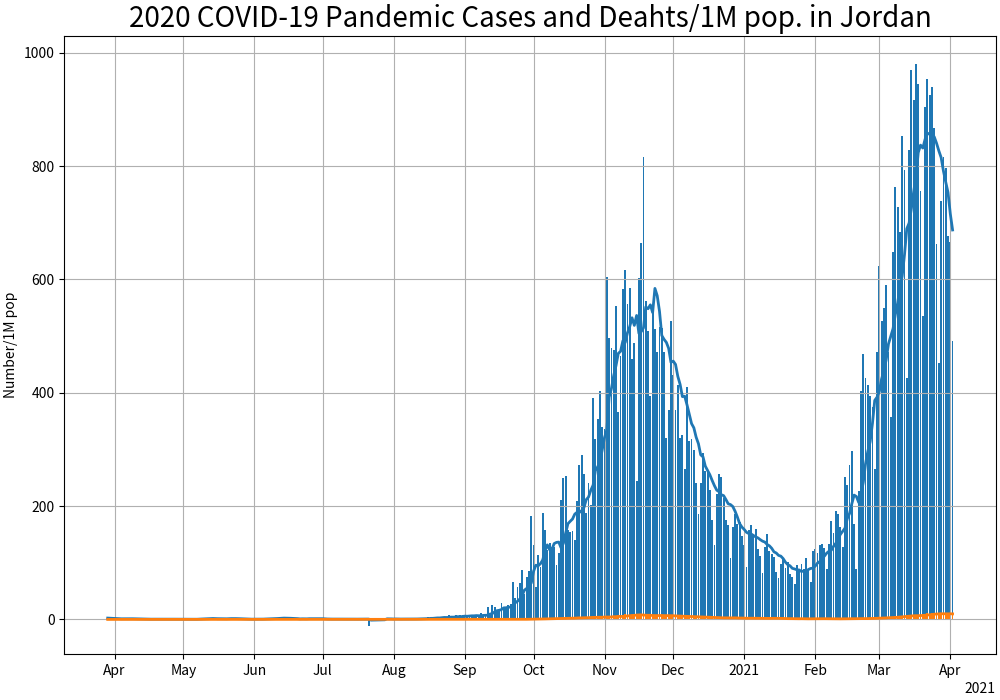 2020 COVID-19 Pandemic Cases and Deahts/1M pop. in Jordan
1000
800
600
400
200
0
Number/1M pop
Apr May Jun Jul Aug Sep Oct Nov Dec 2021 Feb Mar Apr
2021